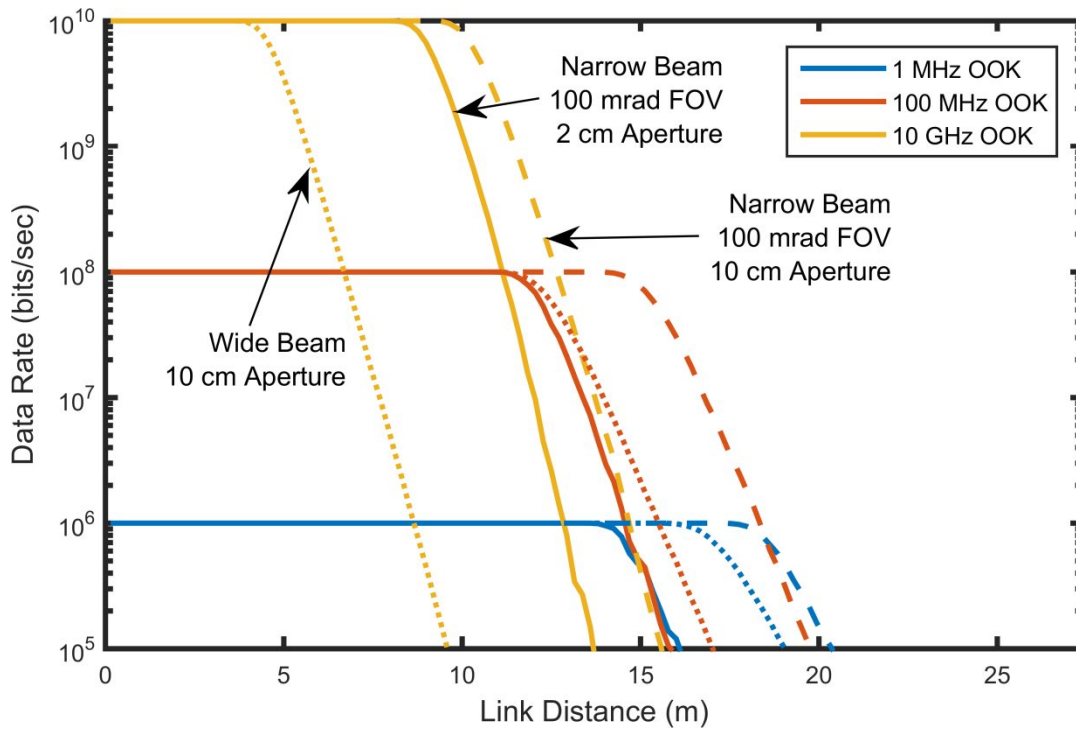 10^10
10^9
10^8
10^7
10^6
10^5
Data Rate (bits/sec)
Narrow Beam
100 mrad FOV
2 cm Aperture
1 MHz OOK
100 MHz OOK
10 GHz OOK
Narrow Beam
100 mrad FOV
10 cm Aperture
Wide Beam
10 cm Aperture
0 5 10 15 20 25
Link Distance (m)